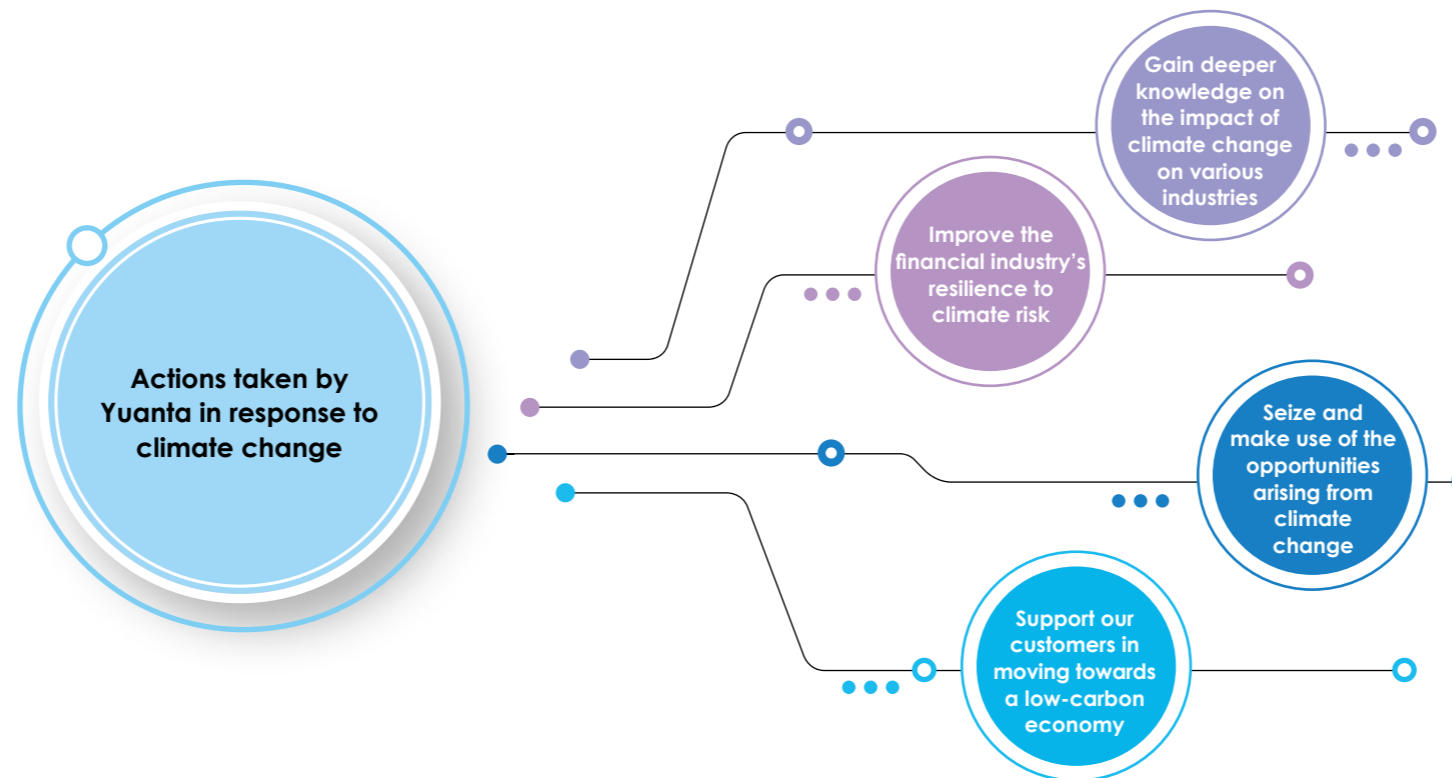 Actions taken by
Yuanta in response to
climate change
Gain deeper
knowledge on
the impact of
climate change
on various
industries
Improve the
financial industry’s
resilience to
climate risk
Seize and
make use of the
opportunities
arising from
climate
change
Support our
customers in
moving towards
a low-carbon
economy